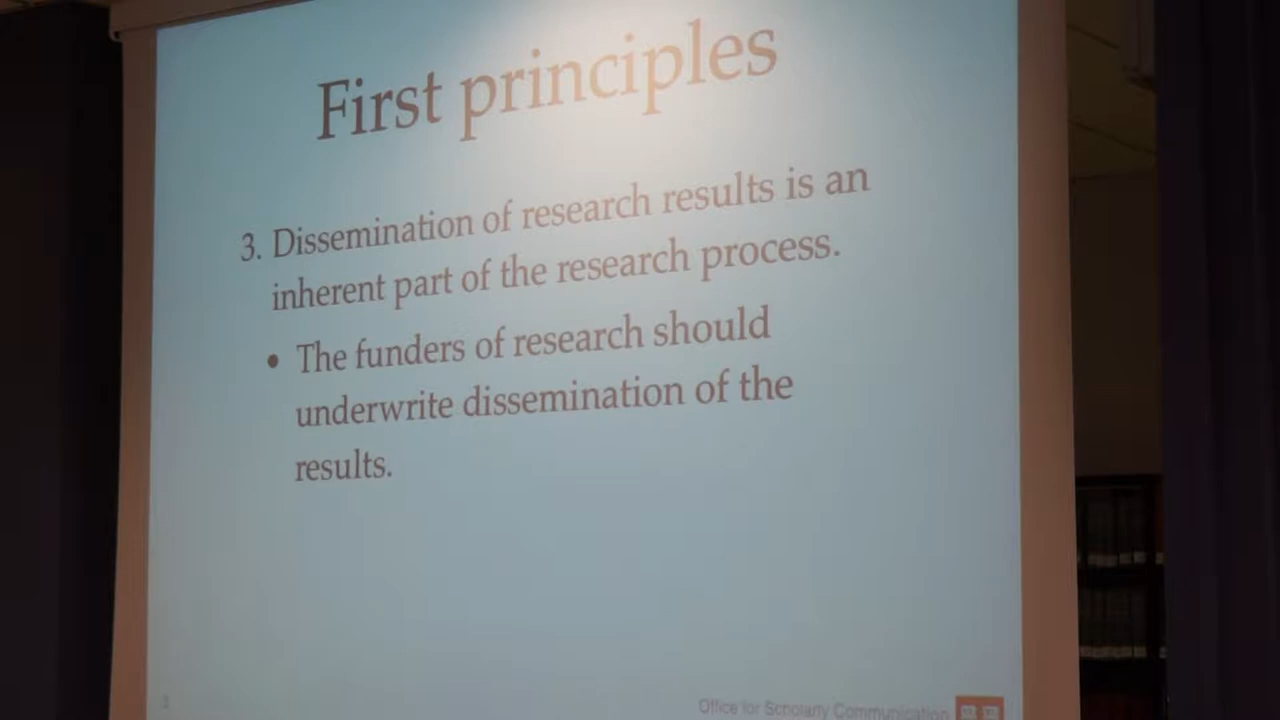 First principles
3. Dissemination of research results is an
inherent part of the research process.
• The funders of research should
underwrite dissemination of the
results.
Office for Scholarly Communication